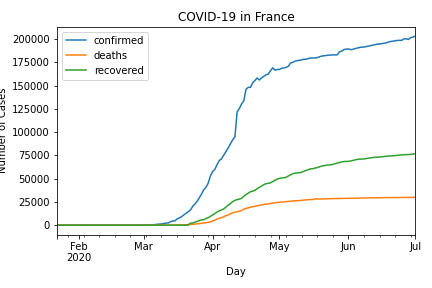 COVID-19 in France
confirmed
deaths
recovered
200000
175000
150000
125000
100000
75000
50000
25000
0
Number of Cases
Feb
2020
Mar
Apr
May
Jun
Jul
Day